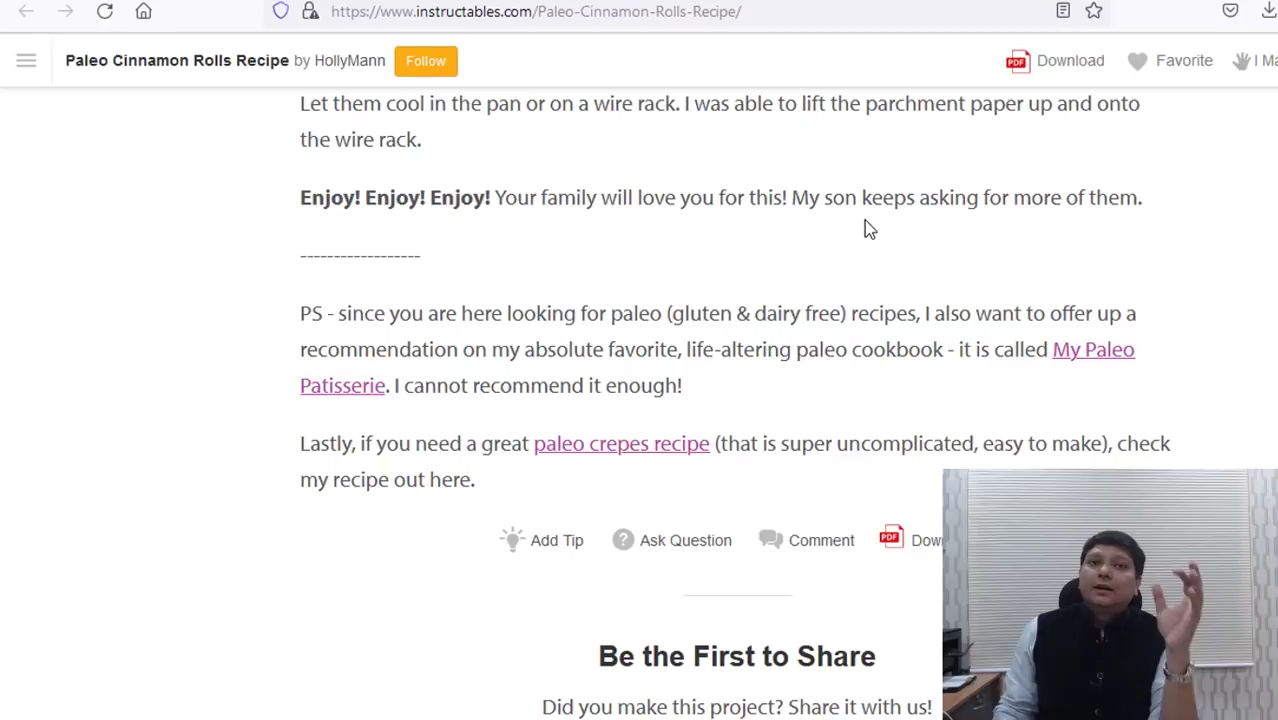 https://www.instructables.com/Paleo-Cinnamon-Rolls-Recipe/
Paleo Cinnamon Rolls Recipe by HollyMann Follow PDF Download Favorite I Ma
Let them cool in the pan or on a wire rack. I was able to lift the parchment paper up and onto
the wire rack.
Enjoy! Enjoy! Enjoy! Your family will love you for this! My son keeps asking for more of them.
------------------
PS - since you are here looking for paleo (gluten & dairy free) recipes, I also want to offer up a
recommendation on my absolute favorite, life-altering paleo cookbook - it is called My Paleo
Patisserie. I cannot recommend it enough!
Lastly, if you need a great paleo crepes recipe (that is super uncomplicated, easy to make), check
my recipe out here.
Add Tip ? Ask Question Comment PDF Dow
Be the First to Share
Did you make this project? Share it with us!